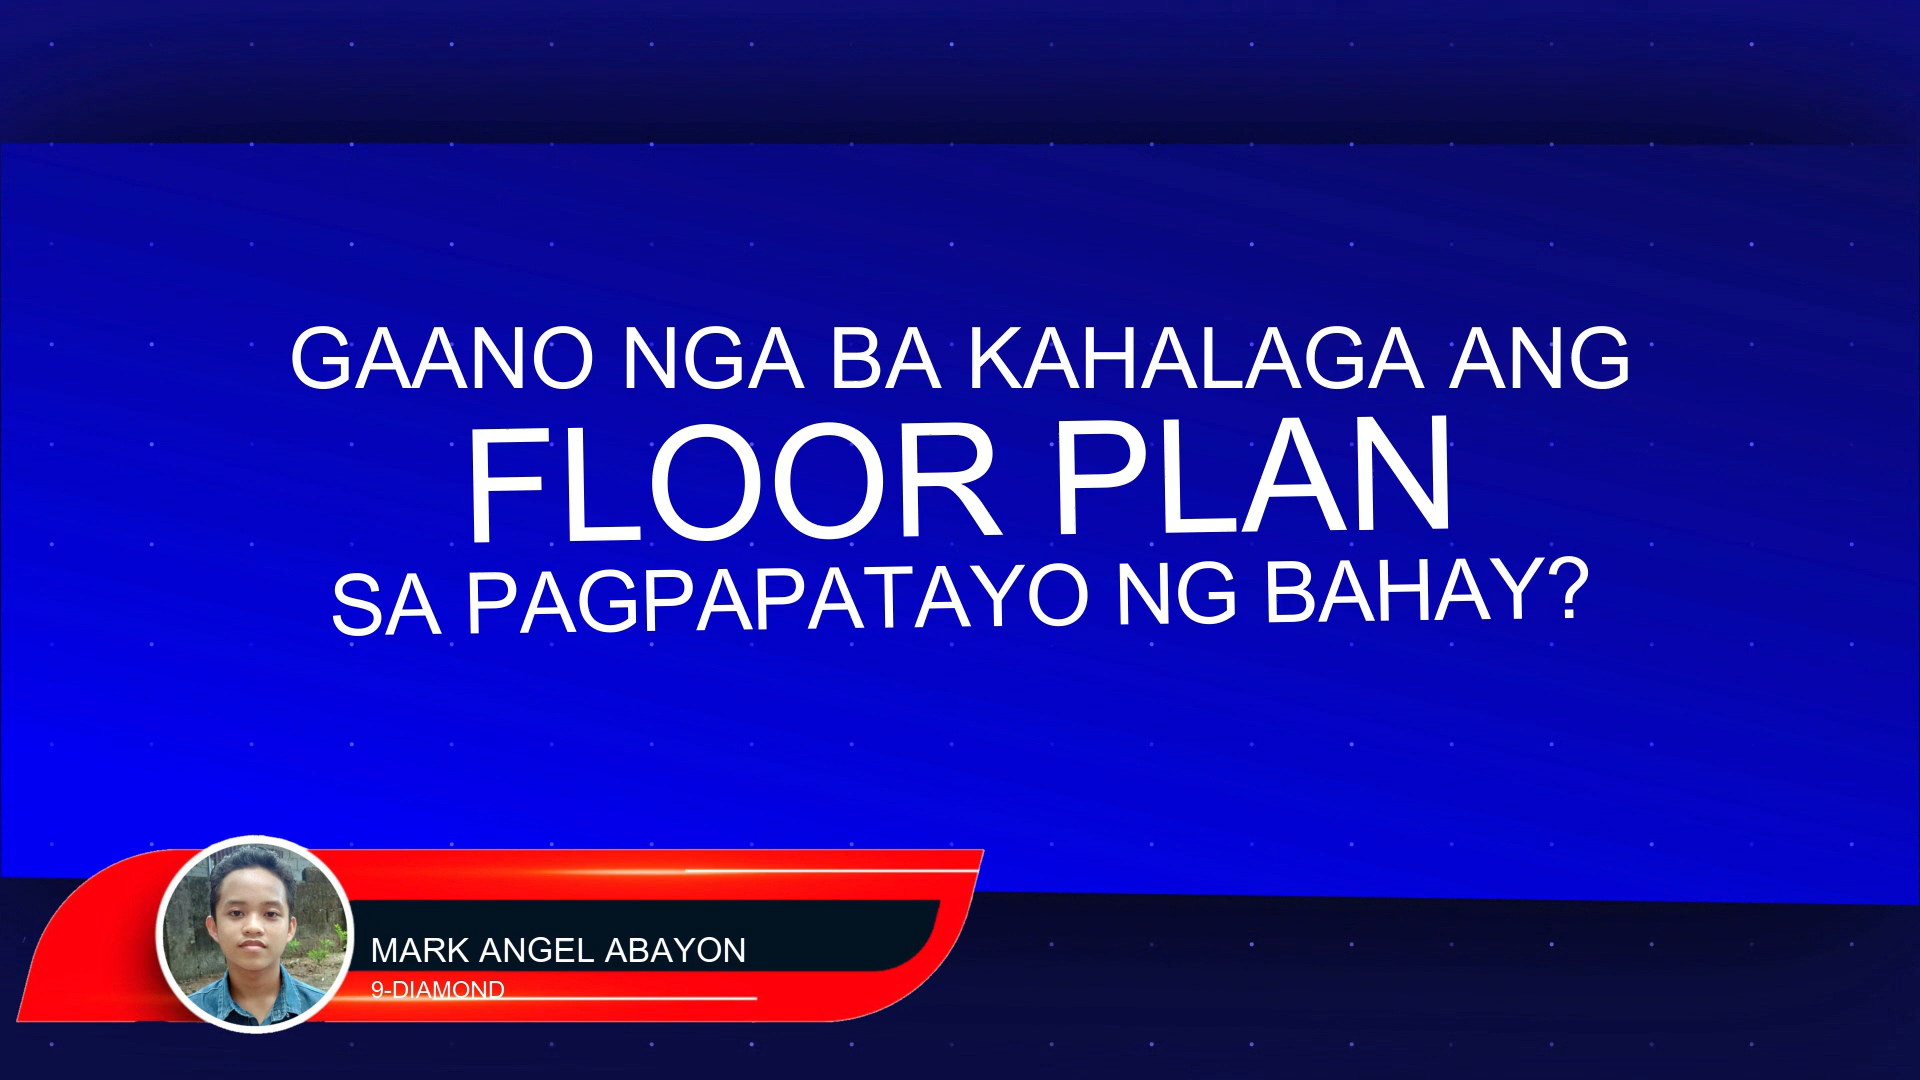 GAANO NGA BA KAHALAGA ANG
FLOOR PLAN
SA PAGPAPATAYO NG BAHAY?
MARK ANGEL ABAYON
9-DIAMOND